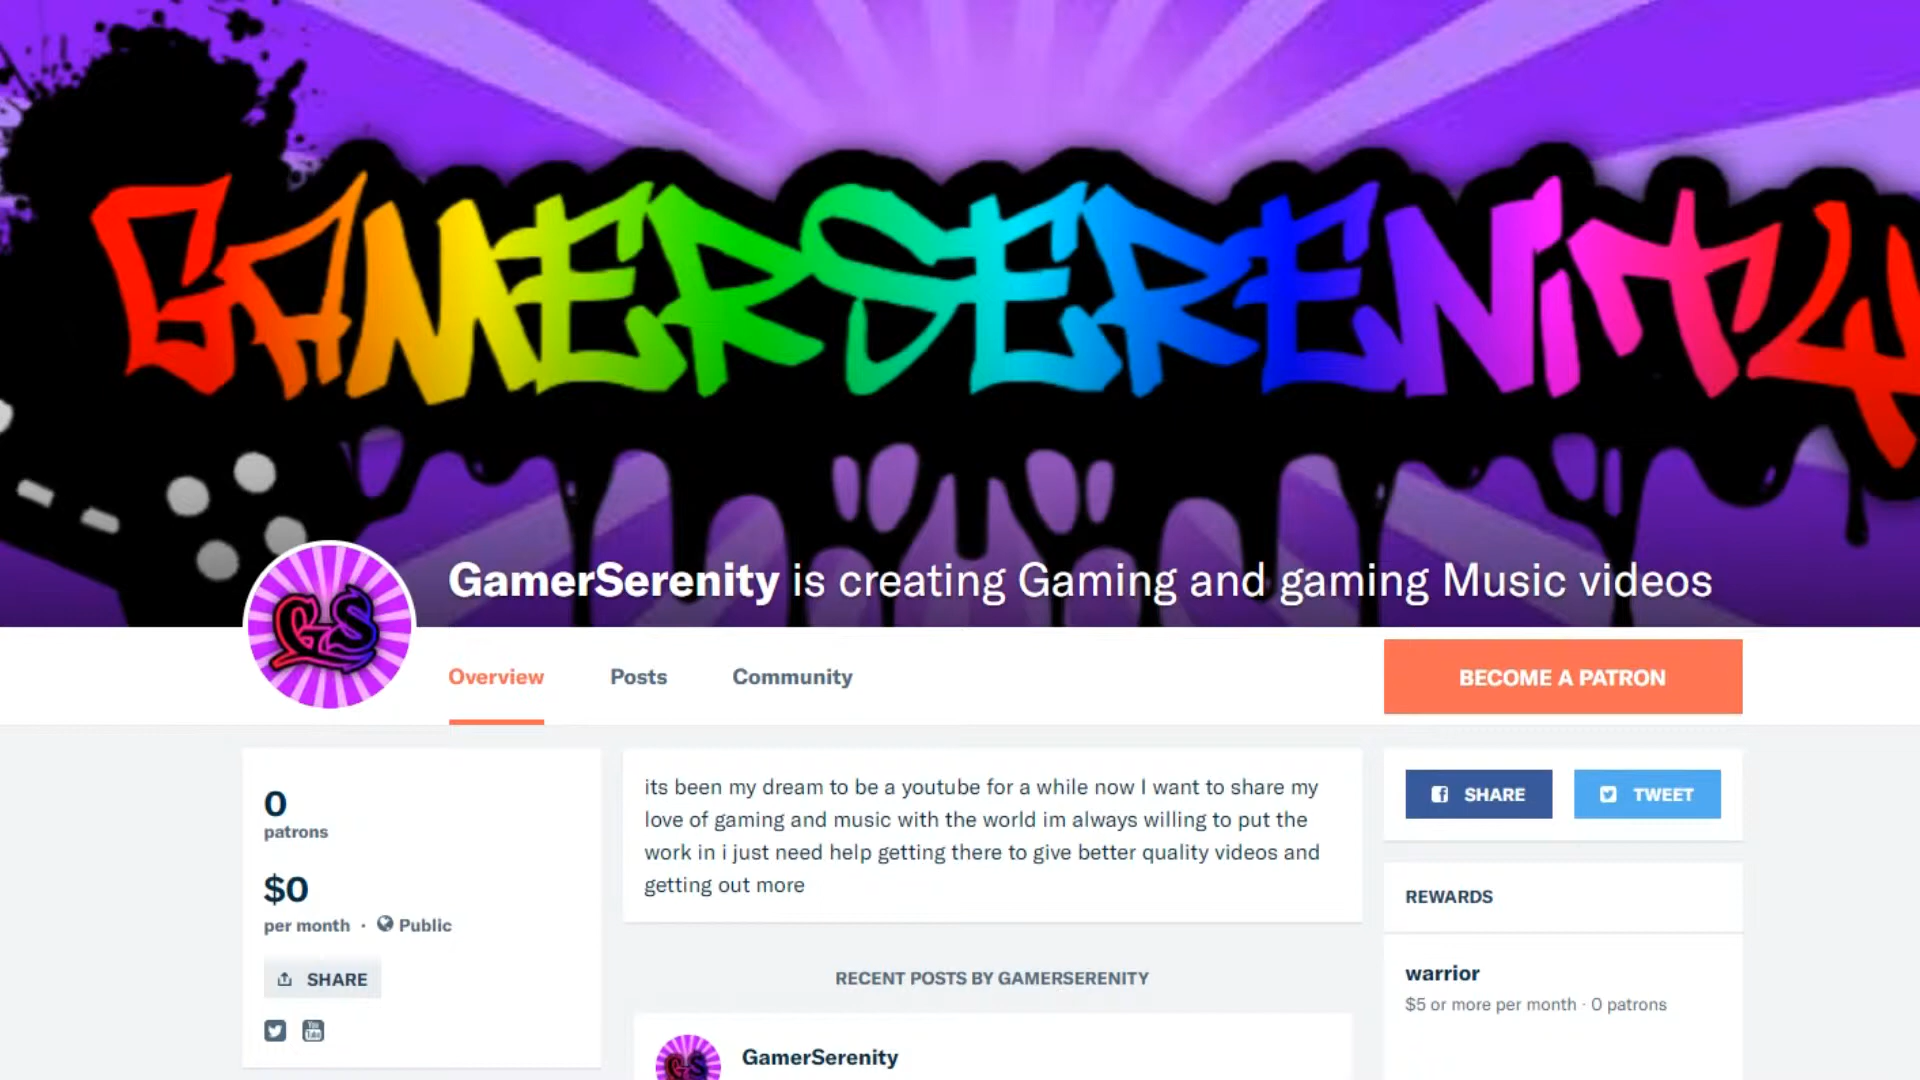 GAMERSERENITY
GS
GamerSerenity is creating Gaming and gaming Music videos
Overview Posts Community
BECOME A PATRON
0
patrons
$0
per month · Public
SHARE
its been my dream to be a youtube for a while now I want to share my
love of gaming and music with the world im always willing to put the
work in i just need help getting there to give better quality videos and
getting out more
SHARE TWEET
REWARDS
warrior
$5 or more per month · 0 patrons
RECENT POSTS BY GAMERSERENITY
GS
GamerSerenity